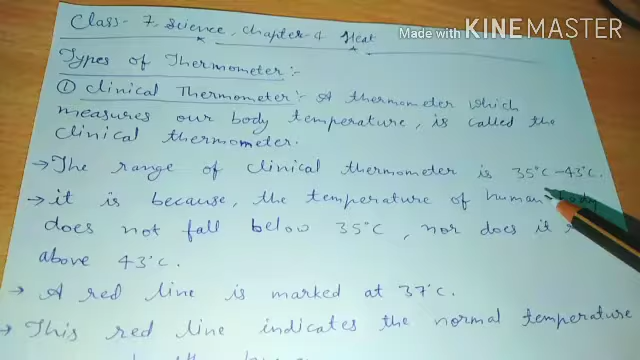 Made with KINEMASTER
Class- 7 Science, chapter-4 Heat
Types of Thermometer:-
① Clinical Thermometer:- A thermometer which
measures our body temperature, is called the
clinical thermometer.
→ The range of clinical thermometer is 35°C-43°C.
→ it is because, the temperature of human body
does not fall below 35°C, nor does it
above 43°C.
→ A red line is marked at 37°C.
→ This red line indicates the normal temperature